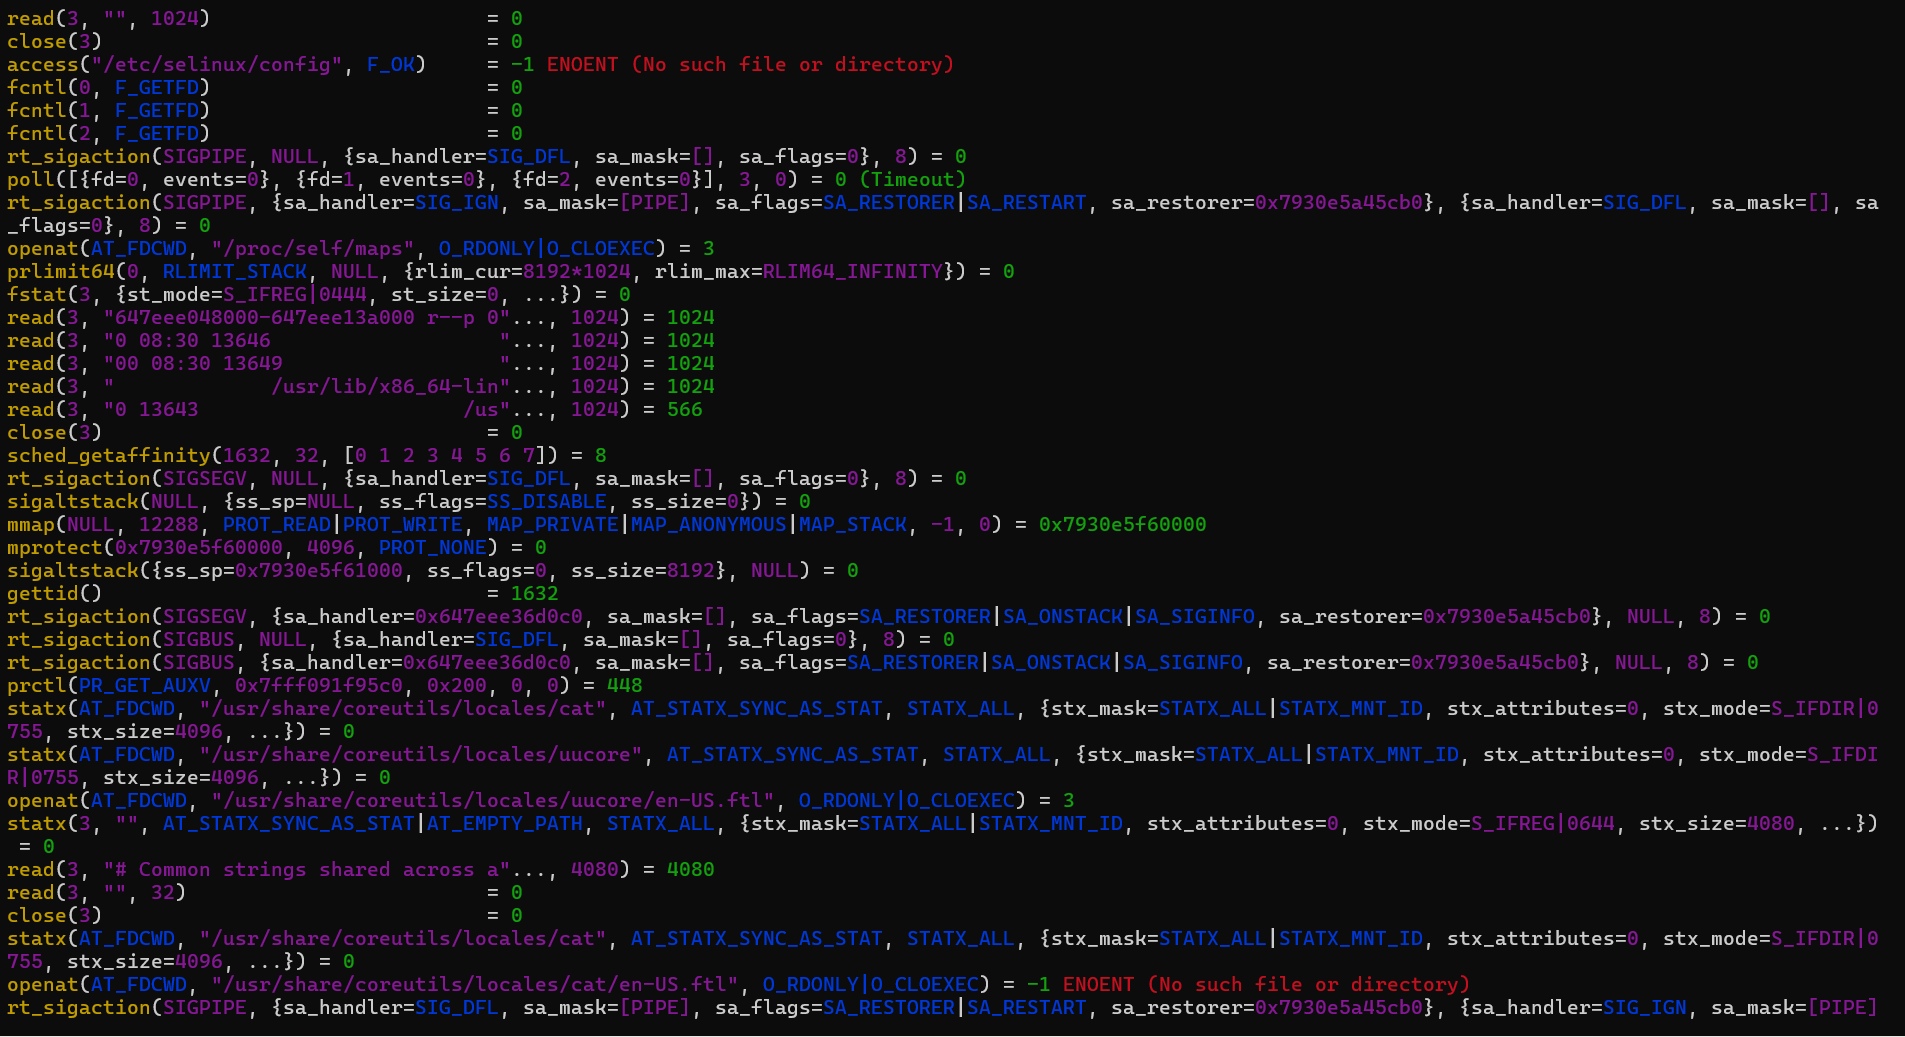 read(3, "", 1024)                       = 0
close(3)                                = 0
access("/etc/selinux/config", F_OK)     = -1 ENOENT (No such file or directory)
fcntl(0, F_GETFD)                       = 0
fcntl(1, F_GETFD)                       = 0
fcntl(2, F_GETFD)                       = 0
rt_sigaction(SIGPIPE, NULL, {sa_handler=SIG_DFL, sa_mask=[], sa_flags=0}, 8) = 0
poll([{fd=0, events=0}, {fd=1, events=0}, {fd=2, events=0}], 3, 0) = 0 (Timeout)
rt_sigaction(SIGPIPE, {sa_handler=SIG_IGN, sa_mask=[PIPE], sa_flags=SA_RESTORER|SA_RESTART, sa_restorer=0x7930e5a45cb0}, {sa_handler=SIG_DFL, sa_mask=[], sa
_flags=0}, 8) = 0
openat(AT_FDCWD, "/proc/self/maps", O_RDONLY|O_CLOEXEC) = 3
prlimit64(0, RLIMIT_STACK, NULL, {rlim_cur=8192*1024, rlim_max=RLIM64_INFINITY}) = 0
fstat(3, {st_mode=S_IFREG|0444, st_size=0, ...}) = 0
read(3, "647eee048000-647eee13a000 r--p 0"..., 1024) = 1024
read(3, "0 08:30 13646                   "..., 1024) = 1024
read(3, "00 08:30 13649                  "..., 1024) = 1024
read(3, "             /usr/lib/x86_64-lin"..., 1024) = 1024
read(3, "0 13643                      /us"..., 1024) = 566
close(3)                                = 0
sched_getaffinity(1632, 32, [0 1 2 3 4 5 6 7]) = 8
rt_sigaction(SIGSEGV, NULL, {sa_handler=SIG_DFL, sa_mask=[], sa_flags=0}, 8) = 0
sigaltstack(NULL, {ss_sp=NULL, ss_flags=SS_DISABLE, ss_size=0}) = 0
mmap(NULL, 12288, PROT_READ|PROT_WRITE, MAP_PRIVATE|MAP_ANONYMOUS|MAP_STACK, -1, 0) = 0x7930e5f60000
mprotect(0x7930e5f60000, 4096, PROT_NONE) = 0
sigaltstack({ss_sp=0x7930e5f61000, ss_flags=0, ss_size=8192}, NULL) = 0
gettid()                                = 1632
rt_sigaction(SIGSEGV, {sa_handler=0x647eee36d0c0, sa_mask=[], sa_flags=SA_RESTORER|SA_ONSTACK|SA_SIGINFO, sa_restorer=0x7930e5a45cb0}, NULL, 8) = 0
rt_sigaction(SIGBUS, NULL, {sa_handler=SIG_DFL, sa_mask=[], sa_flags=0}, 8) = 0
rt_sigaction(SIGBUS, {sa_handler=0x647eee36d0c0, sa_mask=[], sa_flags=SA_RESTORER|SA_ONSTACK|SA_SIGINFO, sa_restorer=0x7930e5a45cb0}, NULL, 8) = 0
prctl(PR_GET_AUXV, 0x7fff091f95c0, 0x200, 0, 0) = 448
statx(AT_FDCWD, "/usr/share/coreutils/locales/cat", AT_STATX_SYNC_AS_STAT, STATX_ALL, {stx_mask=STATX_ALL|STATX_MNT_ID, stx_attributes=0, stx_mode=S_IFDIR|0
755, stx_size=4096, ...}) = 0
statx(AT_FDCWD, "/usr/share/coreutils/locales/uucore", AT_STATX_SYNC_AS_STAT, STATX_ALL, {stx_mask=STATX_ALL|STATX_MNT_ID, stx_attributes=0, stx_mode=S_IFDI
R|0755, stx_size=4096, ...}) = 0
openat(AT_FDCWD, "/usr/share/coreutils/locales/uucore/en-US.ftl", O_RDONLY|O_CLOEXEC) = 3
statx(3, "", AT_STATX_SYNC_AS_STAT|AT_EMPTY_PATH, STATX_ALL, {stx_mask=STATX_ALL|STATX_MNT_ID, stx_attributes=0, stx_mode=S_IFREG|0644, stx_size=4080, ...})
 = 0
read(3, "# Common strings shared across a"..., 4080) = 4080
read(3, "", 32)                         = 0
close(3)                                = 0
statx(AT_FDCWD, "/usr/share/coreutils/locales/cat", AT_STATX_SYNC_AS_STAT, STATX_ALL, {stx_mask=STATX_ALL|STATX_MNT_ID, stx_attributes=0, stx_mode=S_IFDIR|0
755, stx_size=4096, ...}) = 0
openat(AT_FDCWD, "/usr/share/coreutils/locales/cat/en-US.ftl", O_RDONLY|O_CLOEXEC) = -1 ENOENT (No such file or directory)
rt_sigaction(SIGPIPE, {sa_handler=SIG_DFL, sa_mask=[PIPE], sa_flags=SA_RESTORER|SA_RESTART, sa_restorer=0x7930e5a45cb0}, {sa_handler=SIG_IGN, sa_mask=[PIPE]